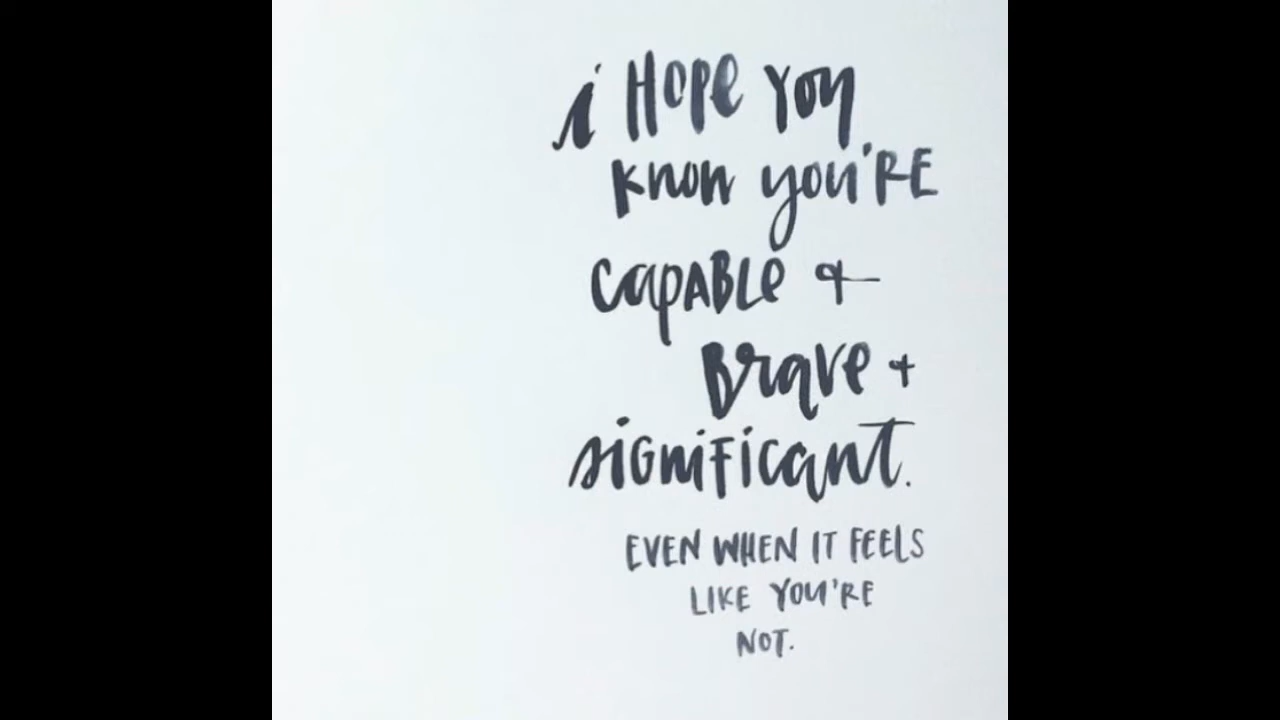 i HOPE YOU
KNOW YOU'RE
CAPABLE +
BRAVE +
SIGNIFICANT.
EVEN WHEN IT FEELS
LIKE YOU'RE
NOT.